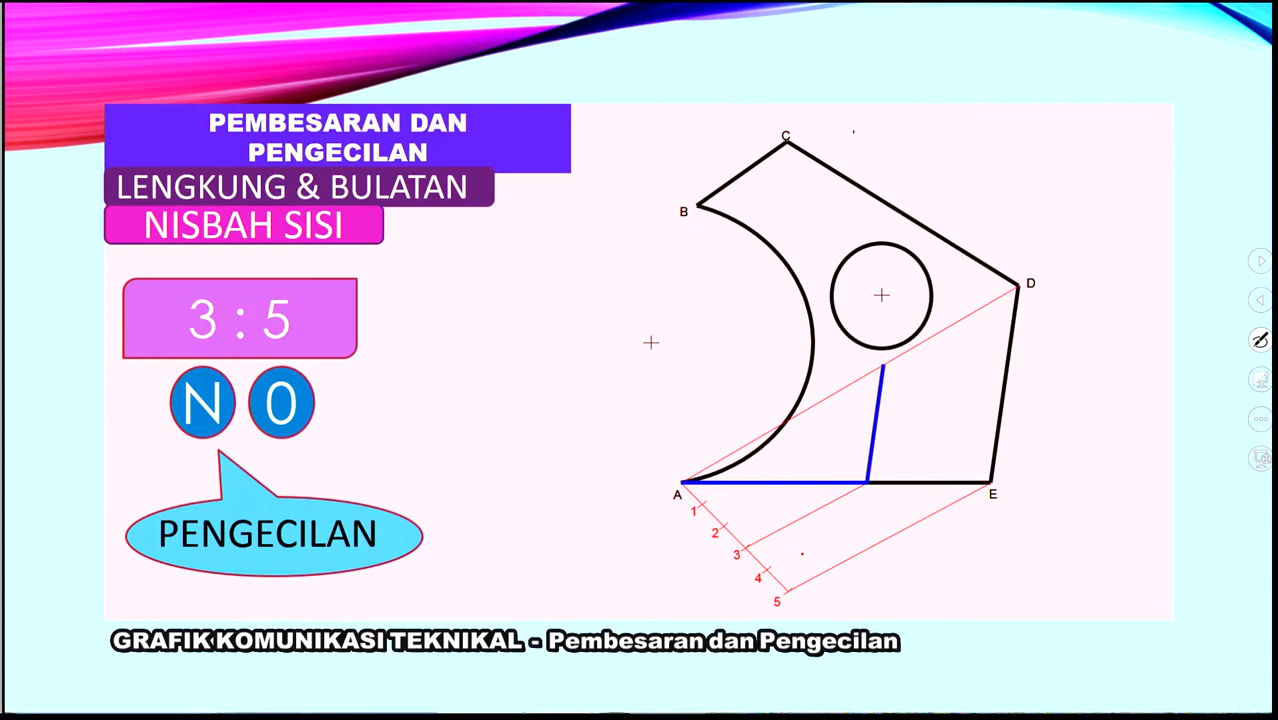 PEMBESARAN DAN
PENGECILAN
LENGKUNG & BULATAN
NISBAH SISI
3 : 5
N 0
PENGECILAN
C
B
D
A
E
1
2
3
4
5
GRAFIK KOMUNIKASI TEKNIKAL - Pembesaran dan Pengecilan